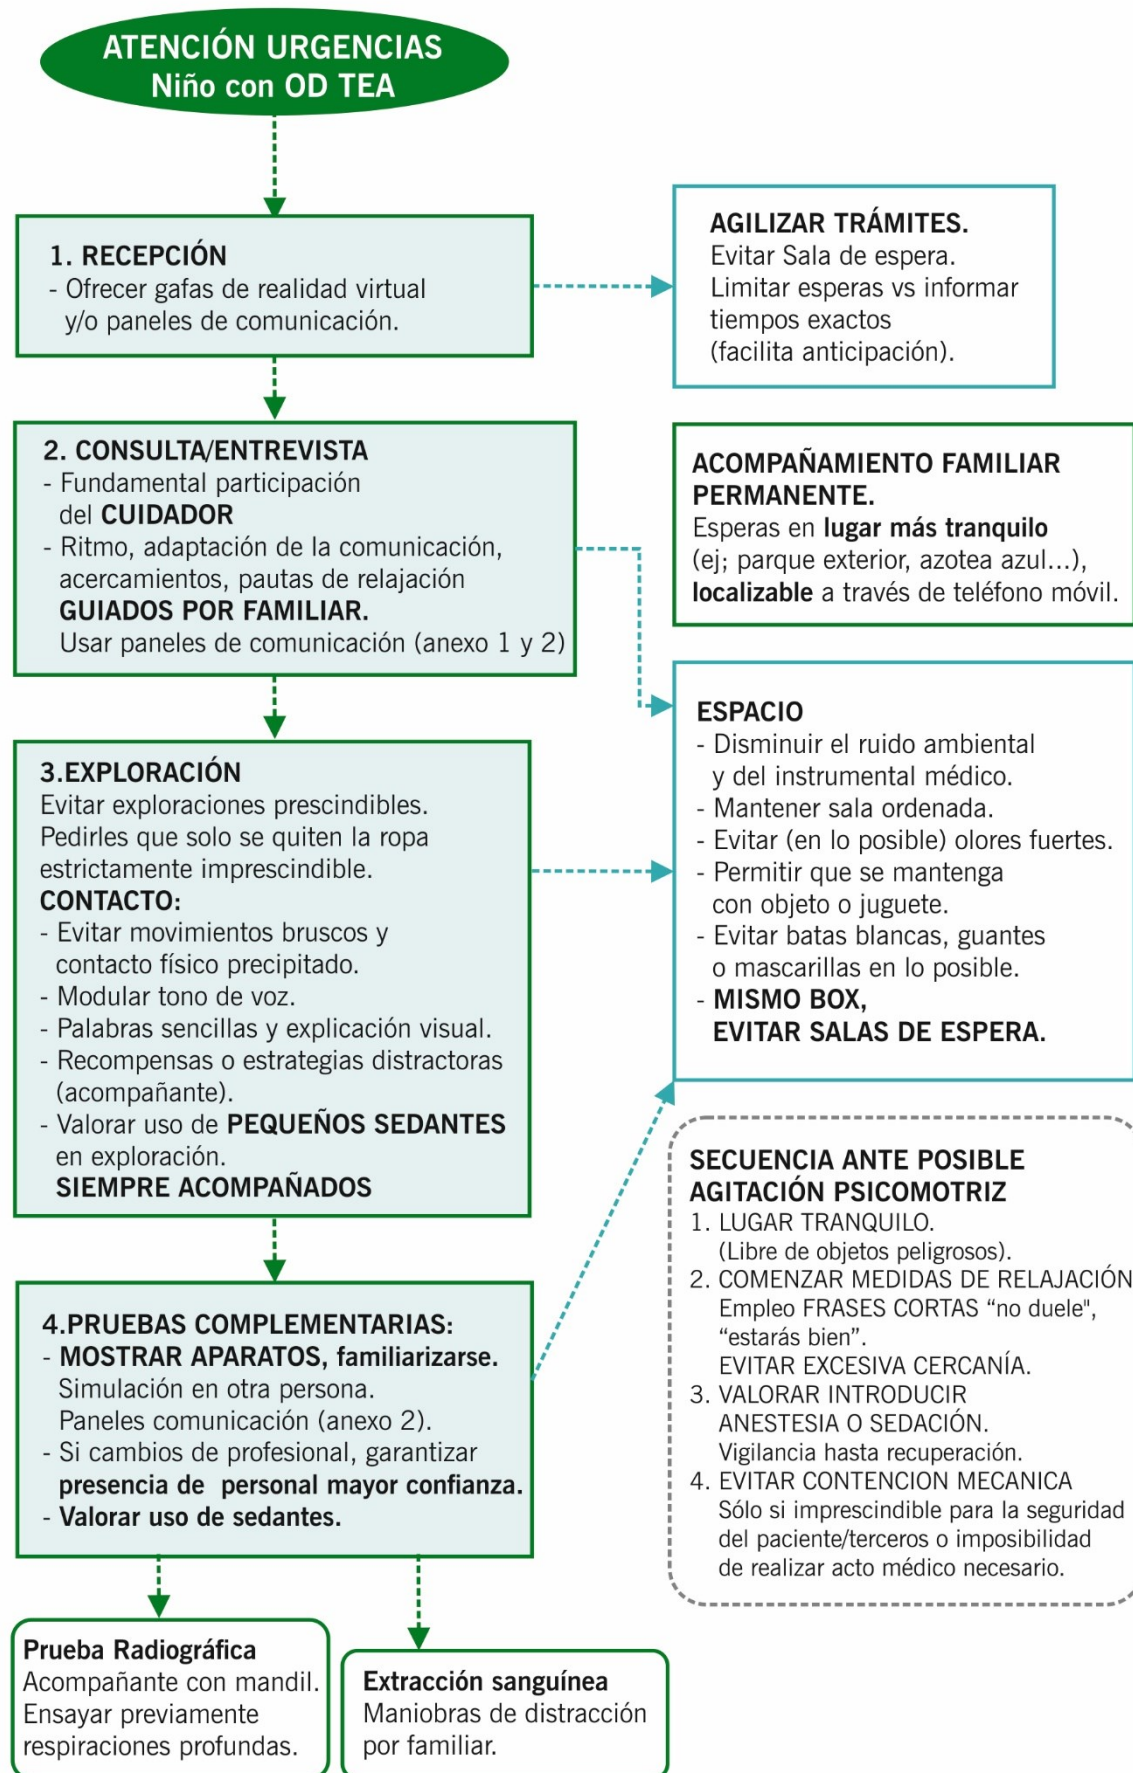 ATENCIÓN URGENCIAS
Niño con OD TEA
1. RECEPCIÓN
- Ofrecer gafas de realidad virtual
y/o paneles de comunicación.
AGILIZAR TRÁMITES.
Evitar Sala de espera.
Limitar esperas vs informar
tiempos exactos
(facilita anticipación).
2. CONSULTA/ENTREVISTA
- Fundamental participación
del CUIDADOR
- Ritmo, adaptación de la comunicación,
acercamientos, pautas de relajación
GUIADOS POR FAMILIAR.
Usar paneles de comunicación (anexo 1 y 2)
ACOMPAÑAMIENTO FAMILIAR
PERMANENTE.
Esperas en lugar más tranquilo
(ej; parque exterior, azotea azul...),
localizable a través de teléfono móvil.
3.EXPLORACIÓN
Evitar exploraciones prescindibles.
Pedirles que solo se quiten la ropa
estrictamente imprescindible.
CONTACTO:
- Evitar movimientos bruscos y
contacto físico precipitado.
- Modular tono de voz.
- Palabras sencillas y explicación visual.
- Recompensas o estrategias distractoras
(acompañante).
- Valorar uso de PEQUEÑOS SEDANTES
en exploración.
SIEMPRE ACOMPAÑADOS
ESPACIO
- Disminuir el ruido ambiental
y del instrumental médico.
- Mantener sala ordenada.
- Evitar (en lo posible) olores fuertes.
- Permitir que se mantenga
con objeto o juguete.
- Evitar batas blancas, guantes
o mascarillas en lo posible.
- MISMO BOX,
EVITAR SALAS DE ESPERA.
4.PRUEBAS COMPLEMENTARIAS:
- MOSTRAR APARATOS, familiarizarse.
Simulación en otra persona.
Paneles comunicación (anexo 2).
- Si cambios de profesional, garantizar
presencia de personal mayor confianza.
- Valorar uso de sedantes.
SECUENCIA ANTE POSIBLE
AGITACIÓN PSICOMOTRIZ
1. LUGAR TRANQUILO.
(Libre de objetos peligrosos).
2. COMENZAR MEDIDAS DE RELAJACIÓN
Empleo FRASES CORTAS “no duele",
“estarás bien”.
EVITAR EXCESIVA CERCANÍA.
3. VALORAR INTRODUCIR
ANESTESIA O SEDACIÓN.
Vigilancia hasta recuperación.
4. EVITAR CONTENCION MECANICA
Sólo si imprescindible para la seguridad
del paciente/terceros o imposibilidad
de realizar acto médico necesario.
Prueba Radiográfica
Acompañante con mandil.
Ensayar previamente
respiraciones profundas.
Extracción sanguínea
Maniobras de distracción
por familiar.